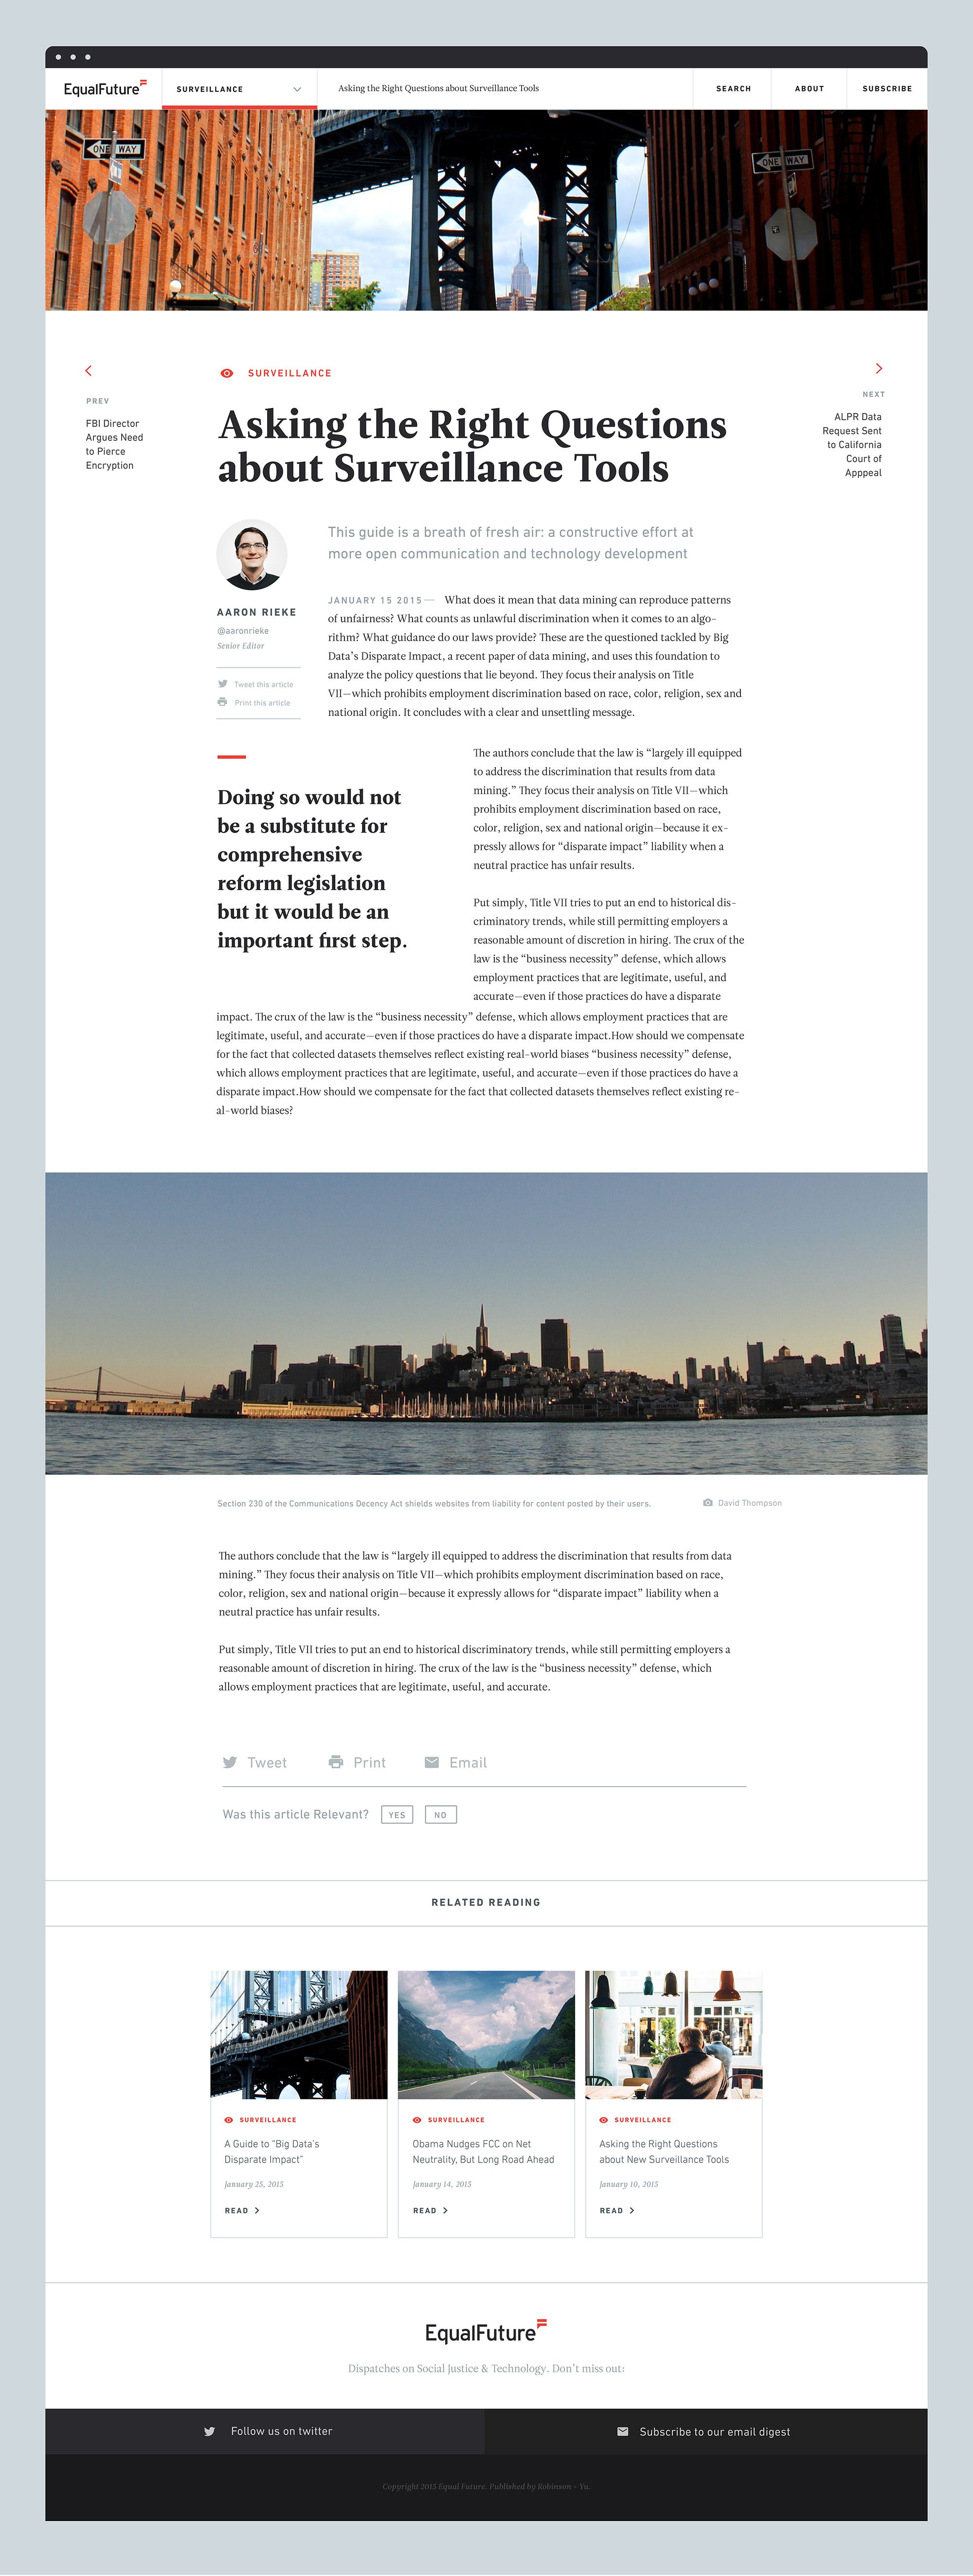 EqualFuture
SURVEILLANCE
Asking the Right Questions about Surveillance Tools
SEARCH
ABOUT
SUBSCRIBE
ONE WAY
ONE WAY
PREV
FBI Director
Argues Need
to Pierce
Encryption
SURVEILLANCE
NEXT
ALPR Data
Request Sent
to California
Court of
Apppeal
Asking the Right Questions
about Surveillance Tools
This guide is a breath of fresh air: a constructive effort at
more open communication and technology development
AARON RIEKE
@aaronrieke
Senior Editor
Tweet this article
Print this article
JANUARY 15 2015— What does it mean that data mining can reproduce patterns
of unfairness? What counts as unlawful discrimination when it comes to an algo-
rithm? What guidance do our laws provide? These are the questioned tackled by Big
Data’s Disparate Impact, a recent paper of data mining, and uses this foundation to
analyze the policy questions that lie beyond. They focus their analysis on Title
VII—which prohibits employment discrimination based on race, color, religion, sex and
national origin. It concludes with a clear and unsettling message.
Doing so would not
be a substitute for
comprehensive
reform legislation
but it would be an
important first step.
The authors conclude that the law is “largely ill equipped
to address the discrimination that results from data
mining.” They focus their analysis on Title VII—which
prohibits employment discrimination based on race,
color, religion, sex and national origin—because it ex-
pressly allows for “disparate impact” liability when a
neutral practice has unfair results.
Put simply, Title VII tries to put an end to historical dis-
criminatory trends, while still permitting employers a
reasonable amount of discretion in hiring. The crux of the
law is the “business necessity” defense, which allows
employment practices that are legitimate, useful, and
accurate—even if those practices do have a disparate
impact. The crux of the law is the “business necessity” defense, which allows employment practices that are
legitimate, useful, and accurate—even if those practices do have a disparate impact.How should we compensate
for the fact that collected datasets themselves reflect existing real-world biases “business necessity” defense,
which allows employment practices that are legitimate, useful, and accurate—even if those practices do have a
disparate impact.How should we compensate for the fact that collected datasets themselves reflect existing re-
al-world biases?
Section 230 of the Communications Decency Act shields websites from liability for content posted by their users.
David Thompson
The authors conclude that the law is “largely ill equipped to address the discrimination that results from data
mining.” They focus their analysis on Title VII—which prohibits employment discrimination based on race,
color, religion, sex and national origin—because it expressly allows for “disparate impact” liability when a
neutral practice has unfair results.
Put simply, Title VII tries to put an end to historical discriminatory trends, while still permitting employers a
reasonable amount of discretion in hiring. The crux of the law is the “business necessity” defense, which
allows employment practices that are legitimate, useful, and accurate.
Tweet
Print
Email
Was this article Relevant?
YES
NO
RELATED READING
SURVEILLANCE
A Guide to "Big Data's
Disparate Impact"
January 25, 2015
READ
SURVEILLANCE
Obama Nudges FCC on Net
Neutrality, But Long Road Ahead
January 14, 2015
READ
SURVEILLANCE
Asking the Right Questions
about New Surveillance Tools
January 10, 2015
READ
EqualFuture
Dispatches on Social Justice & Technology. Don’t miss out:
Follow us on twitter
Subscribe to our email digest
Copyright 2015 Equal Future. Published by Robinson + Yu.